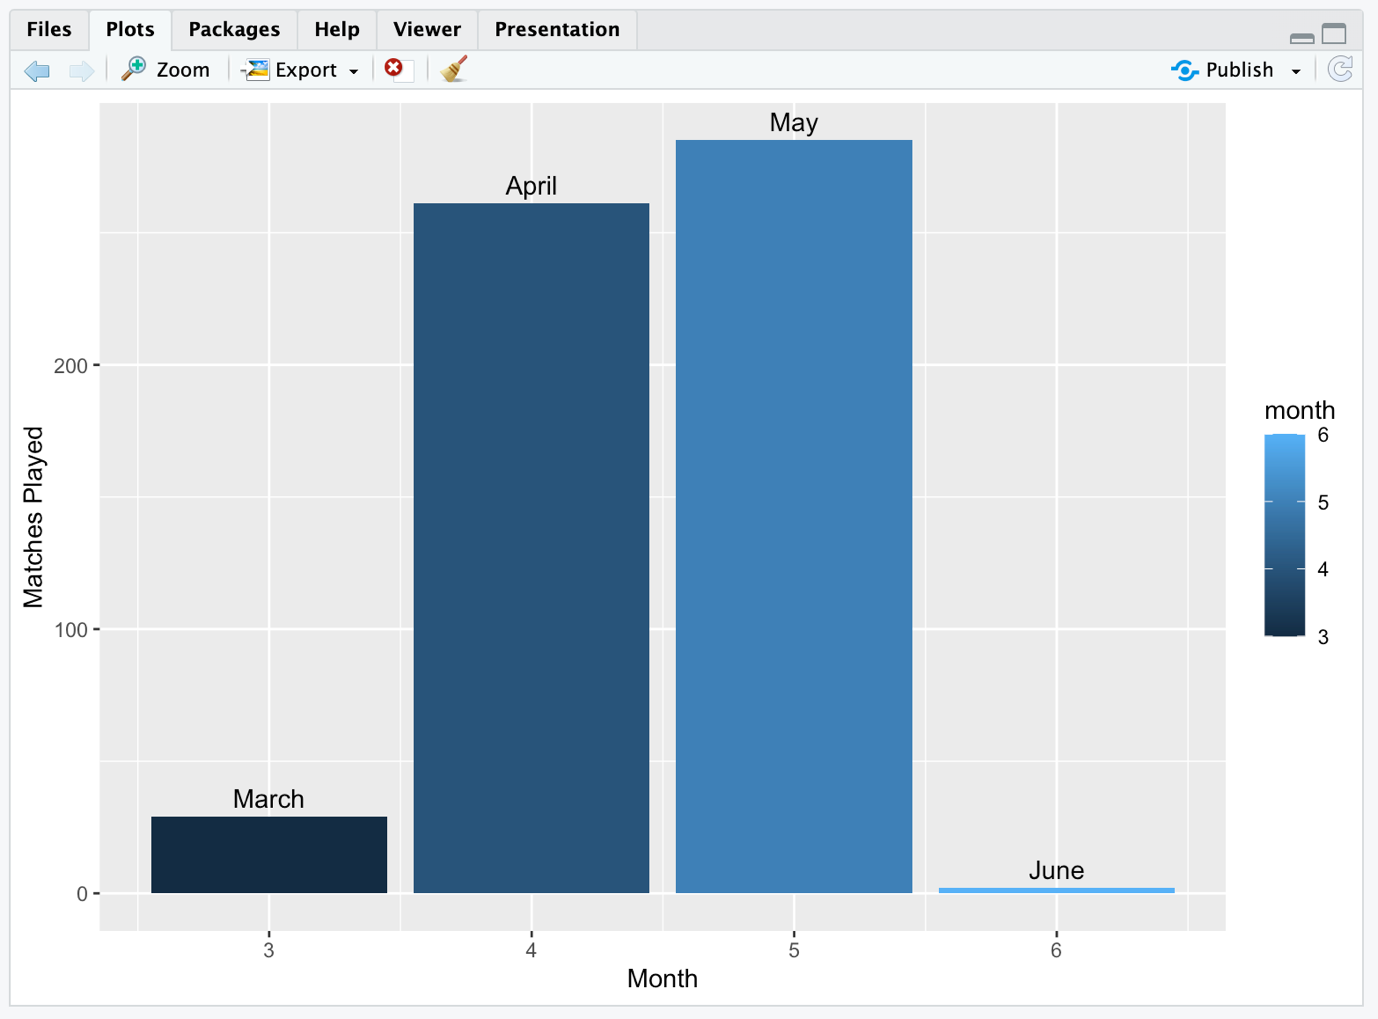 Files Plots Packages Help Viewer Presentation
Zoom Export Publish
May
April
200
month
6
5
4
3
Matches Played
100
March
June
0
3 4 5 6
Month